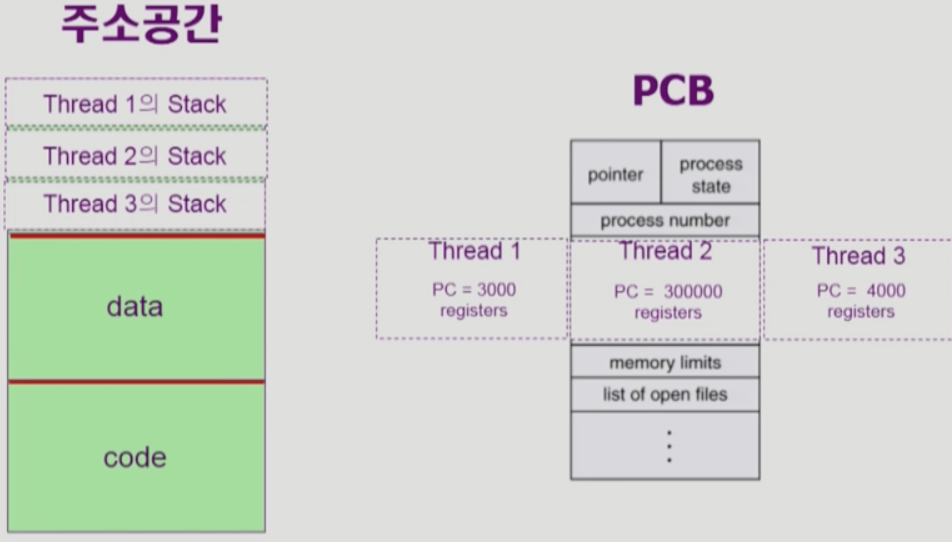 주소공간
Thread 1의 Stack
Thread 2의 Stack
Thread 3의 Stack
data
code
PCB
pointer
process
state
process number
Thread 1
PC = 3000
registers
Thread 2
PC = 300000
registers
Thread 3
PC = 4000
registers
memory limits
list of open files